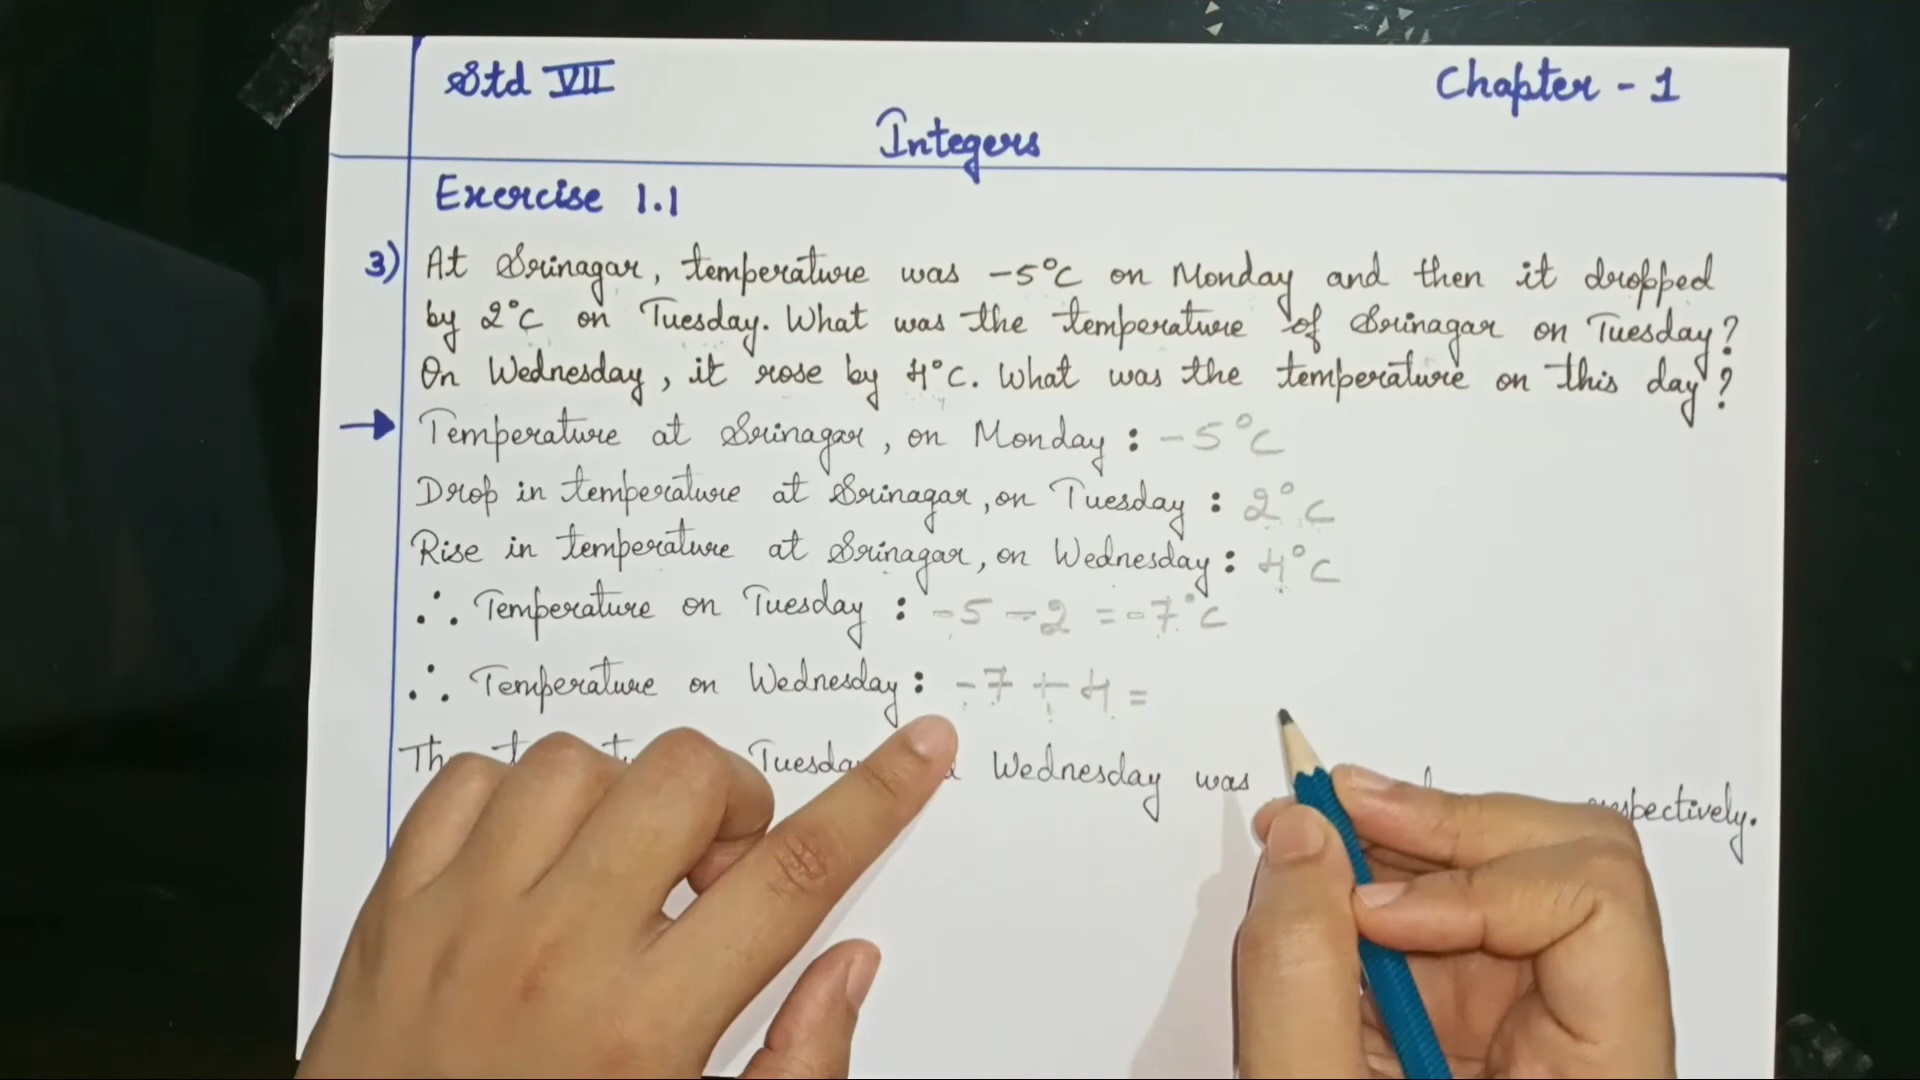 Std VII
Chapter - 1
Integers
Exercise 1.1
3) At Srinagar, temperature was -5°C on Monday and then it dropped
by 2°C on Tuesday. What was the temperature of Srinagar on Tuesday?
On Wednesday, it rose by 4°C. What was the temperature on this day?
→ Temperature at Srinagar, on Monday : -5°C
Drop in temperature at Srinagar, on Tuesday : 2°C
Rise in temperature at Srinagar, on Wednesday : 4°C
∴ Temperature on Tuesday : -5 - 2 = -7°C
∴ Temperature on Wednesday : -7 + 4 =
Wednesday was